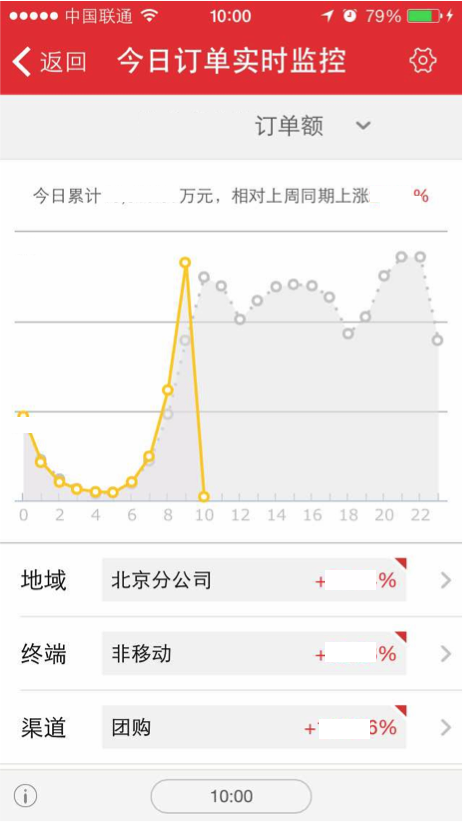 中国联通 10:00 79%
返回 今日订单实时监控
订单额
今日累计 万元，相对上周同期上涨 %
0 2 4 6 8 10 12 14 16 18 20 22
地域 北京分公司 + %
终端 非移动 + %
渠道 团购 + 6%
10:00